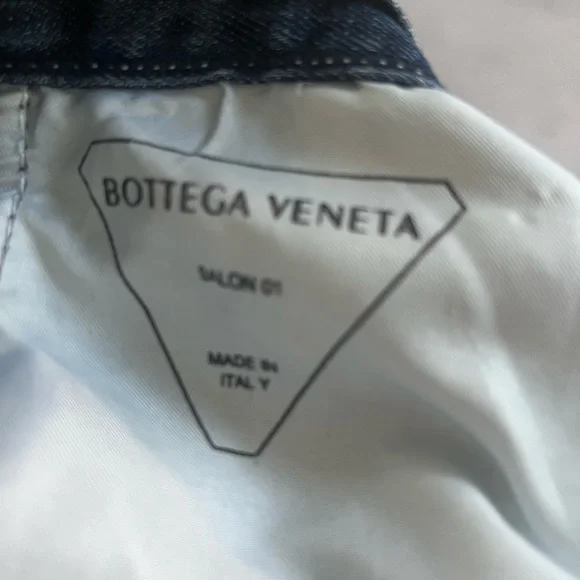 BOTTEGA VENETA
SALON 01
MADE IN
ITALY